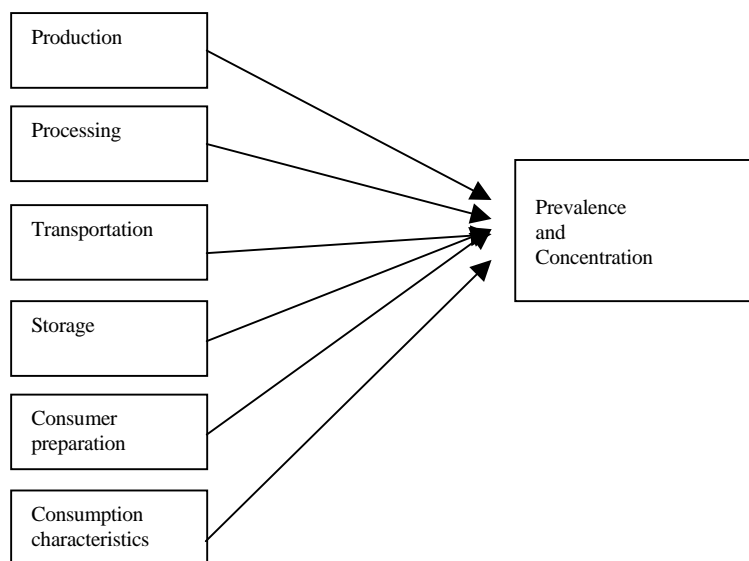 Production
Processing
Transportation
Storage
Consumer
preparation
Consumption
characteristics
Prevalence
and
Concentration